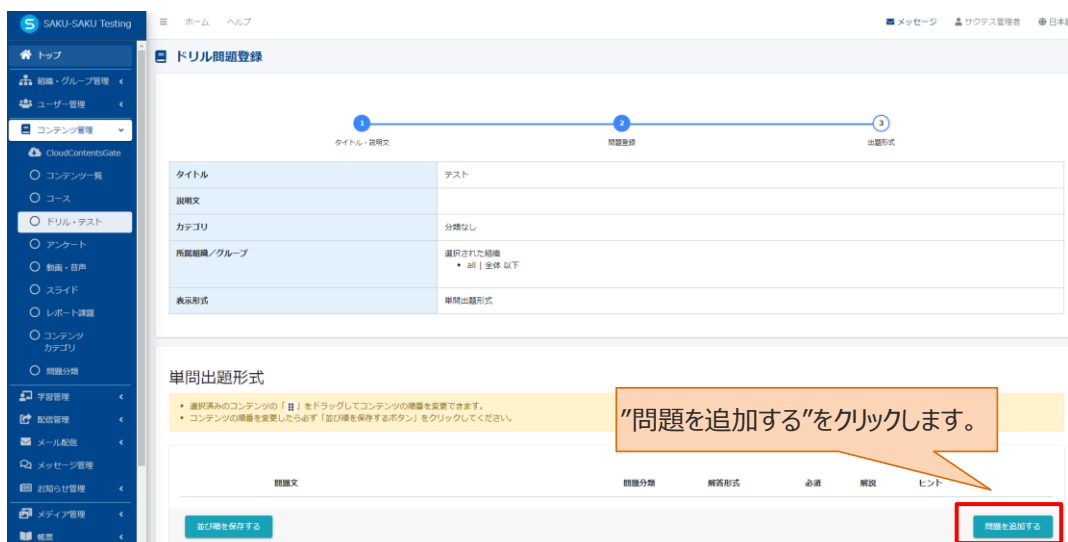 SAKU-SAKU Testing
ホーム ヘルプ
メッセージ サクテス管理者 日本語
トップ
組織・グループ管理
ユーザー管理
コンテンツ管理
CloudContentsGate
コンテンツ一覧
コース
ドリル・テスト
アンケート
動画・音声
スライド
レポート課題
コンテンツ
カテゴリ
問題分類
学習管理
配信管理
メール配信
メッセージ管理
お知らせ管理
メディア管理
帳票
ドリル問題登録
1 2 3
タイトル・説明文 問題登録 出題形式
タイトル テスト
説明文
カテゴリ 分類なし
所属組織／グループ 選択された組織
• all | 全体 以下
表示形式 単問出題形式
単問出題形式
• 選択済みのコンテンツの「 」をドラッグしてコンテンツの順番を変更できます。
• コンテンツの順番を変更したら必ず「並び順を保存するボタン」をクリックしてください。
”問題を追加する”をクリックします。
問題文 問題分類 解答形式 必須 解説 ヒント
並び順を保存する 問題を追加する